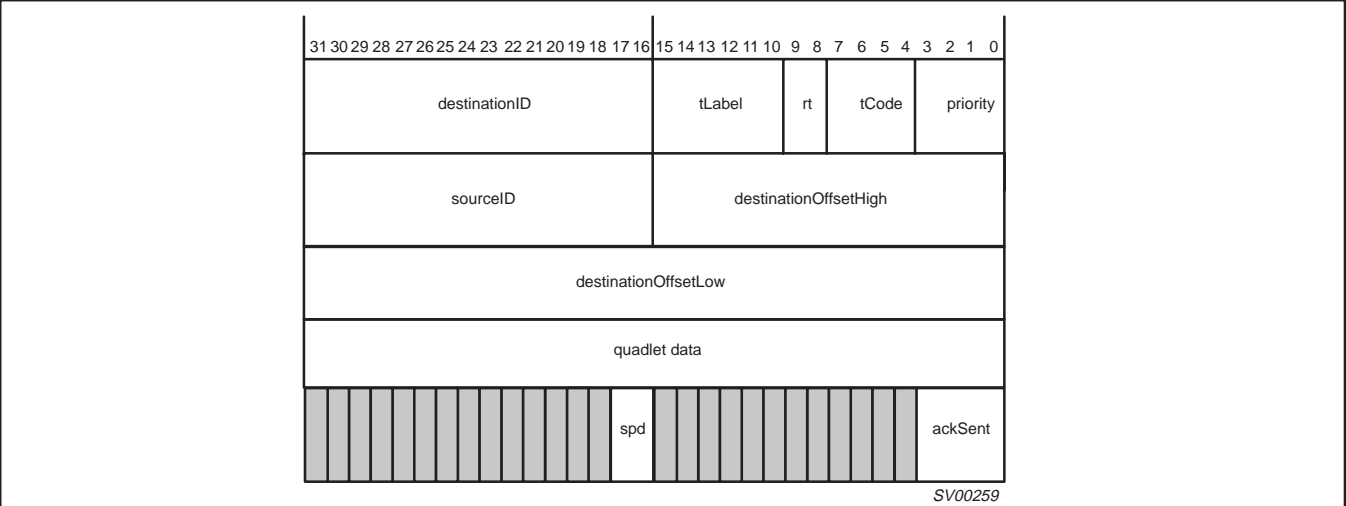 31 30 29 28 27 26 25 24 23 22 21 20 19 18 17 16 15 14 13 12 11 10 9 8 7 6 5 4 3 2 1 0
destinationID tLabel rt tCode priority
sourceID destinationOffsetHigh
destinationOffsetLow
quadlet data
spd ackSent
SV00259